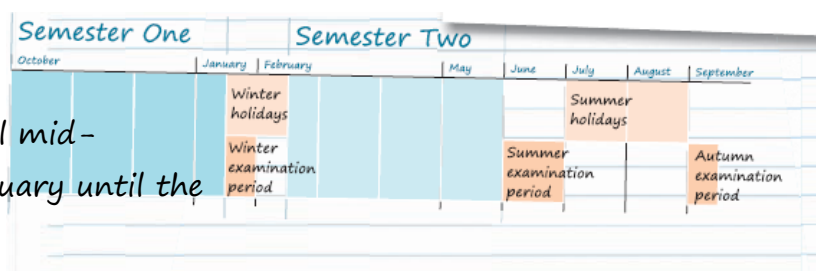 Semester One
Semester Two
October
January
February
May
June
July
August
September
Winter
holidays
Summer
holidays
l mid-
Winter
examination
period
Summer
examination
period
Autumn
examination
period
uary until the